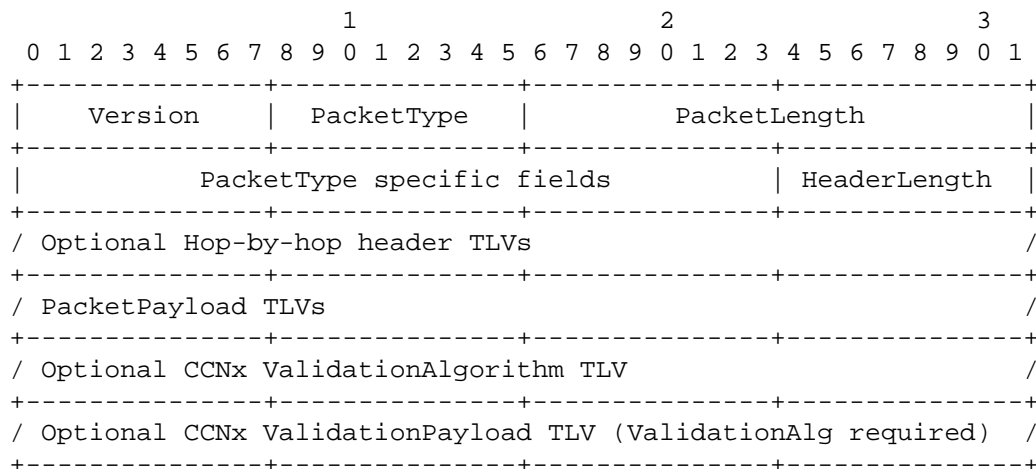 1                   2                   3
 0 1 2 3 4 5 6 7 8 9 0 1 2 3 4 5 6 7 8 9 0 1 2 3 4 5 6 7 8 9 0 1
+---------------+---------------+---------------+---------------+
|    Version    |  PacketType   |         PacketLength          |
+---------------+---------------+---------------+---------------+
|           PacketType specific fields          | HeaderLength  |
+---------------+---------------+---------------+---------------+
/ Optional Hop-by-hop header TLVs                               /
+---------------+---------------+---------------+---------------+
/ PacketPayload TLVs                                            /
+---------------+---------------+---------------+---------------+
/ Optional CCNx ValidationAlgorithm TLV                         /
+---------------+---------------+---------------+---------------+
/ Optional CCNx ValidationPayload TLV (ValidationAlg required)  /
+---------------+---------------+---------------+---------------+